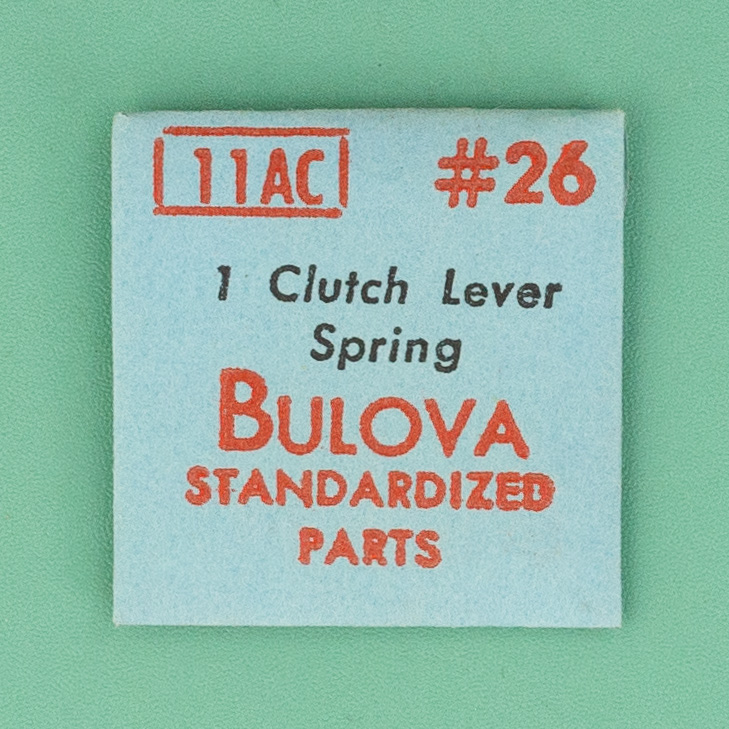 11AC #26
1 Clutch Lever
Spring
BULOVA
STANDARDIZED
PARTS